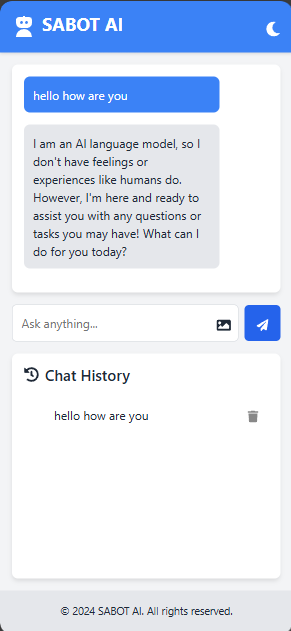 SABOT AI
hello how are you
I am an AI language model, so I
don't have feelings or
experiences like humans do.
However, I'm here and ready to
assist you with any questions or
tasks you may have! What can I
do for you today?
Ask anything...
Chat History
hello how are you
© 2024 SABOT AI. All rights reserved.